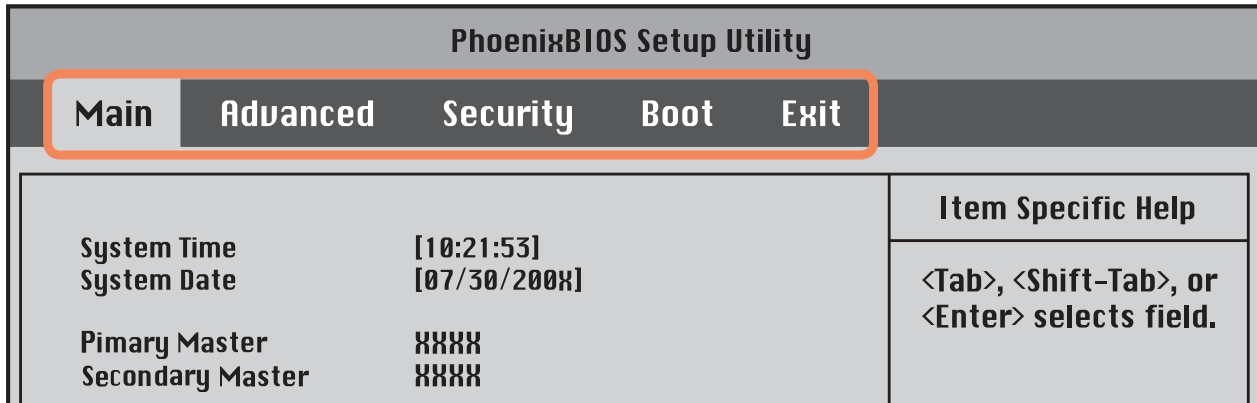 PhoenixBIOS Setup Utility
Main Advanced Security Boot Exit
System Time [10:21:53]
System Date [07/30/200X]
Pimary Master XXXX
Secondary Master XXXX
Item Specific Help
<Tab>, <Shift-Tab>, or
<Enter> selects field.